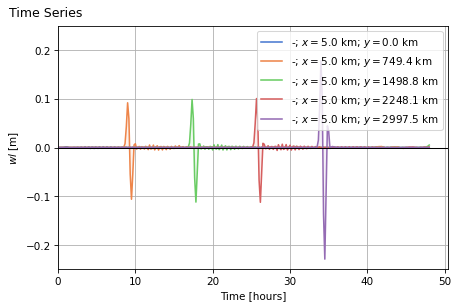 Time Series
-; x = 5.0 km; y = 0.0 km
-; x = 5.0 km; y = 749.4 km
-; x = 5.0 km; y = 1498.8 km
-; x = 5.0 km; y = 2248.1 km
-; x = 5.0 km; y = 2997.5 km
wl [m]
0.2
0.1
0.0
−0.1
−0.2
0 10 20 30 40 50
Time [hours]